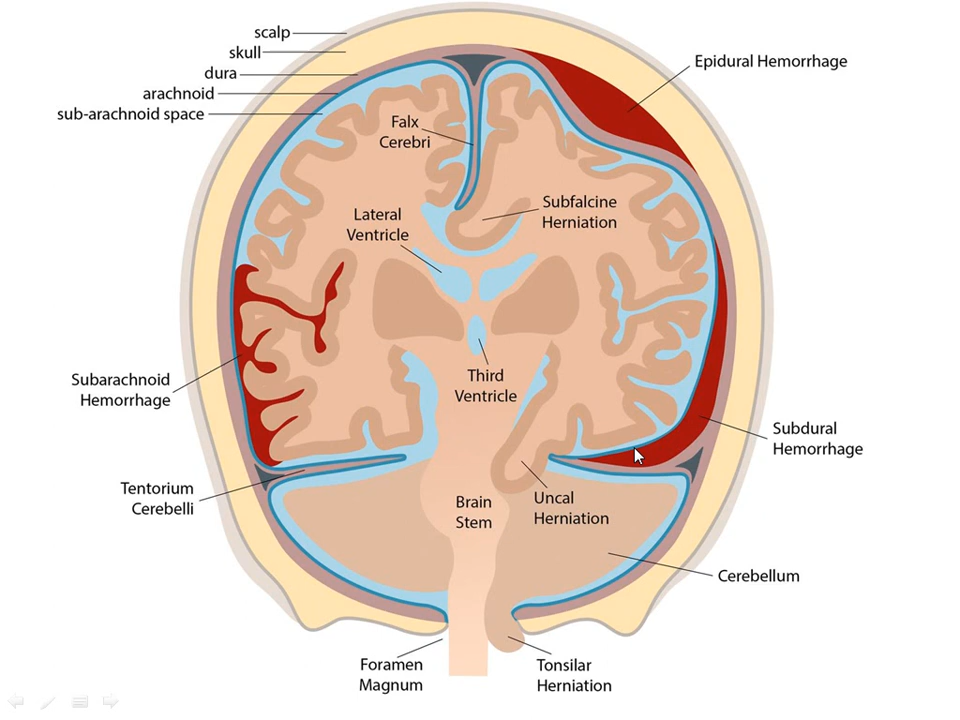 scalp
skull
dura
arachnoid
sub-arachnoid space
Epidural Hemorrhage
Falx
Cerebri
Subfalcine
Herniation
Lateral
Ventricle
Third
Ventricle
Subarachnoid
Hemorrhage
Subdural
Hemorrhage
Tentorium
Cerebelli
Brain
Stem
Uncal
Herniation
Cerebellum
Foramen
Magnum
Tonsilar
Herniation